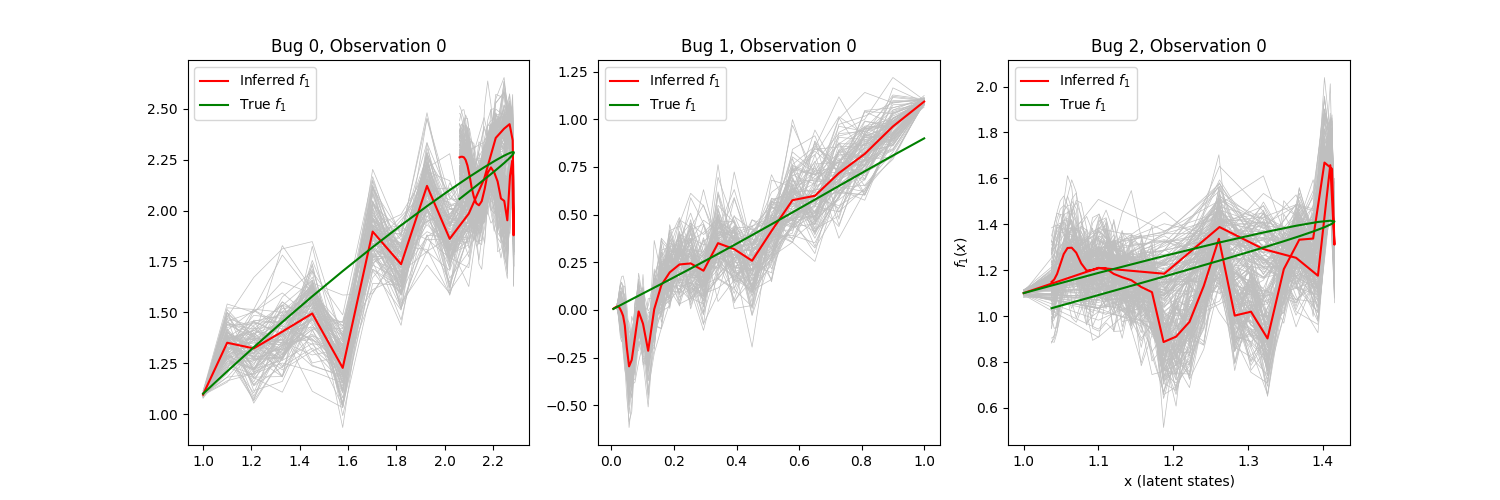 Bug 0, Observation 0
Inferred f₁
True f₁
2.50
2.25
2.00
1.75
1.50
1.25
1.00
1.0 1.2 1.4 1.6 1.8 2.0 2.2
Bug 1, Observation 0
Inferred f₁
True f₁
1.25
1.00
0.75
0.50
0.25
0.00
−0.25
−0.50
0.0 0.2 0.4 0.6 0.8 1.0
Bug 2, Observation 0
Inferred f₁
True f₁
f₁(x)
2.0
1.8
1.6
1.4
1.2
1.0
0.8
0.6
1.0 1.1 1.2 1.3 1.4
x (latent states)